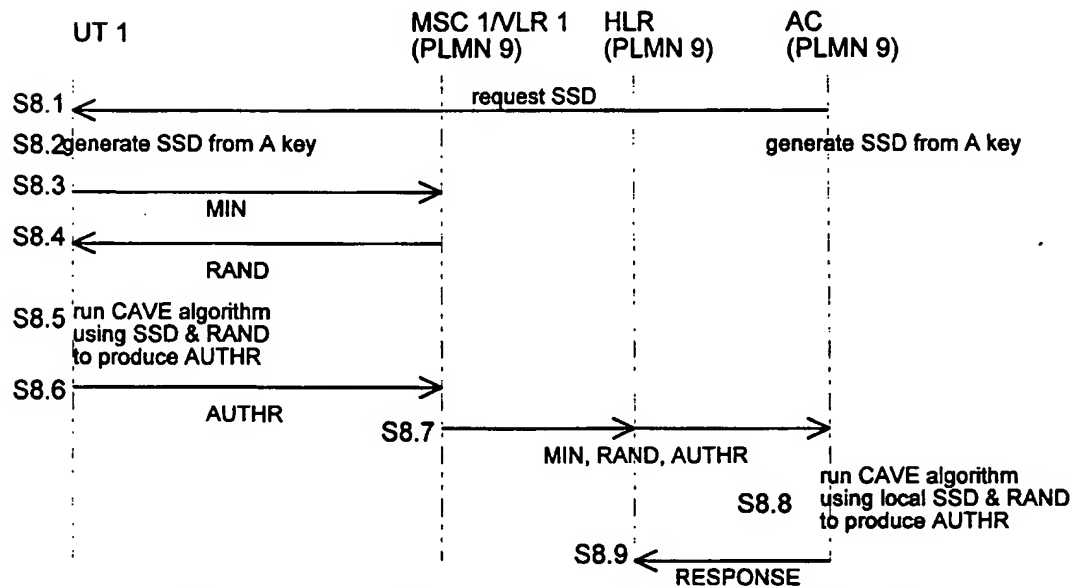 UT 1
MSC 1/VLR 1
(PLMN 9)
HLR
(PLMN 9)
AC
(PLMN 9)
S8.1
request SSD
S8.2 generate SSD from A key
generate SSD from A key
S8.3
MIN
S8.4
RAND
S8.5 run CAVE algorithm
using SSD & RAND
to produce AUTHR
S8.6
AUTHR
S8.7
MIN, RAND, AUTHR
S8.8
run CAVE algorithm
using local SSD & RAND
to produce AUTHR
S8.9
RESPONSE